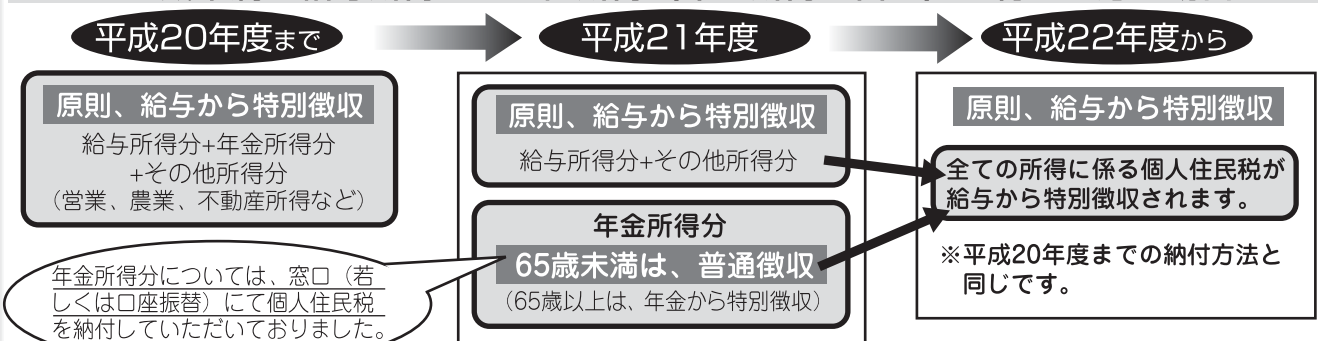 平成20年度まで
平成21年度
平成22年度から
原則、給与から特別徴収
給与所得分+年金所得分
+その他所得分
(営業、農業、不動産所得など)
年金所得分については、窓口(若
しくは口座振替)にて個人住民税
を納付していただいておりました。
原則、給与から特別徴収
給与所得分+その他所得分
年金所得分
65歳未満は、普通徴収
(65歳以上は、年金から特別徴収)
原則、給与から特別徴収
全ての所得に係る個人住民税が
給与から特別徴収されます。
※平成20年度までの納付方法と
同じです。